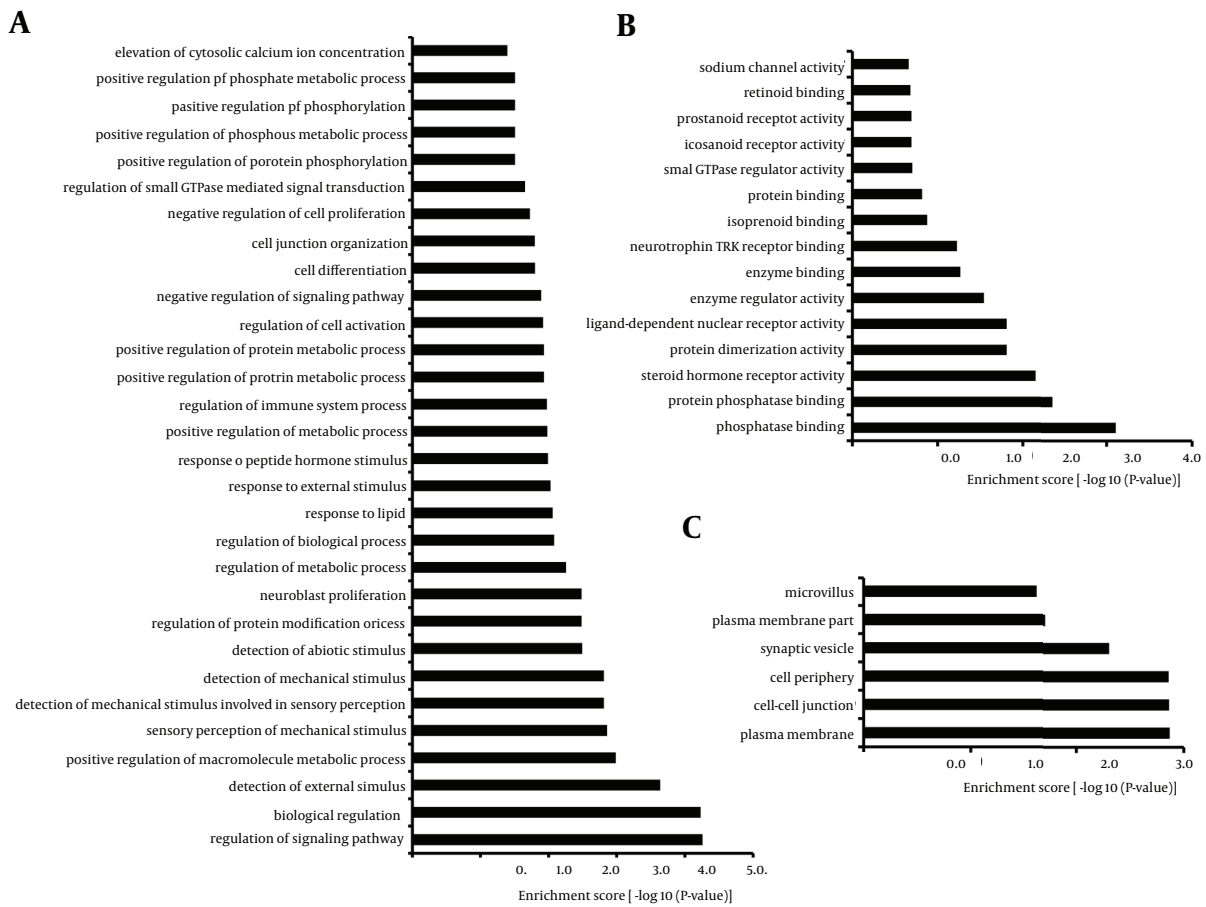 A
elevation of cytosolic calcium ion concentration
positive regulation pf phosphate metabolic process
pasitive regulation pf phosphorylation
positive regulation of phosphous metabolic process
positive regulation of porotein phosphorylation
regulation of small GTPase mediated signal transduction
negative regulation of cell proliferation
cell junction organization
cell differentiation
negative regulation of signaling pathway
regulation of cell activation
positive regulation of protein metabolic process
positive regulation of protrin metabolic process
regulation of immune system process
positive regulation of metabolic process
response o peptide hormone stimulus
response to external stimulus
response to lipid
regulation of biological process
regulation of metabolic process
neuroblast proliferation
regulation of protein modification oricess
detection of abiotic stimulus
detection of mechanical stimulus
detection of mechanical stimulus involved in sensory perception
sensory perception of mechanical stimulus
positive regulation of macromolecule metabolic process
detection of external simulus
biological regulation
regulation of signaling pathway
0. 1.0 2.0 3.0 4.0 5.0.
Enrichment score [ -log 10 (P-value)]
B
sodium channel activity
retinoid binding
prostanoid receptot activity
icosanoid receptor activity
smal GTPase regulator activity
protein binding
isoprenoid binding
neurotrophin TRK receptor binding
enzyme binding
enzyme regulator activity
ligand-dependent nuclear receptor activity
protein dimerization activity
steroid hormone receptor activity
protein phosphatase binding
phosphatase binding
0.0 1.0 2.0 3.0 4.0
Enrichment score [ -log 10 (P-value)]
C
microvillus
plasma membrane part
synaptic vesicle
cell periphery
cell-cell junction
plasma membrane
0.0 1.0 2.0 3.0
Enrichment score [ -log 10 (P-value)]